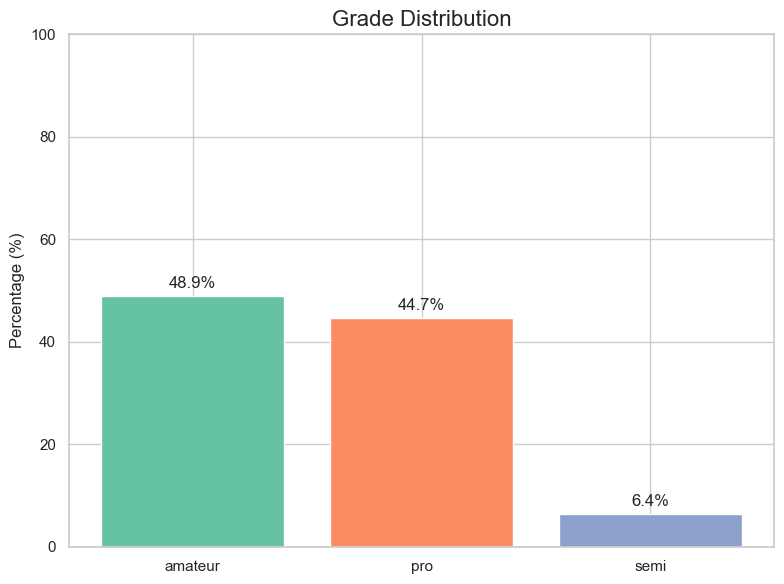 Grade Distribution
Percentage (%)
100
80
60
40
20
0
48.9%
44.7%
6.4%
amateur
pro
semi